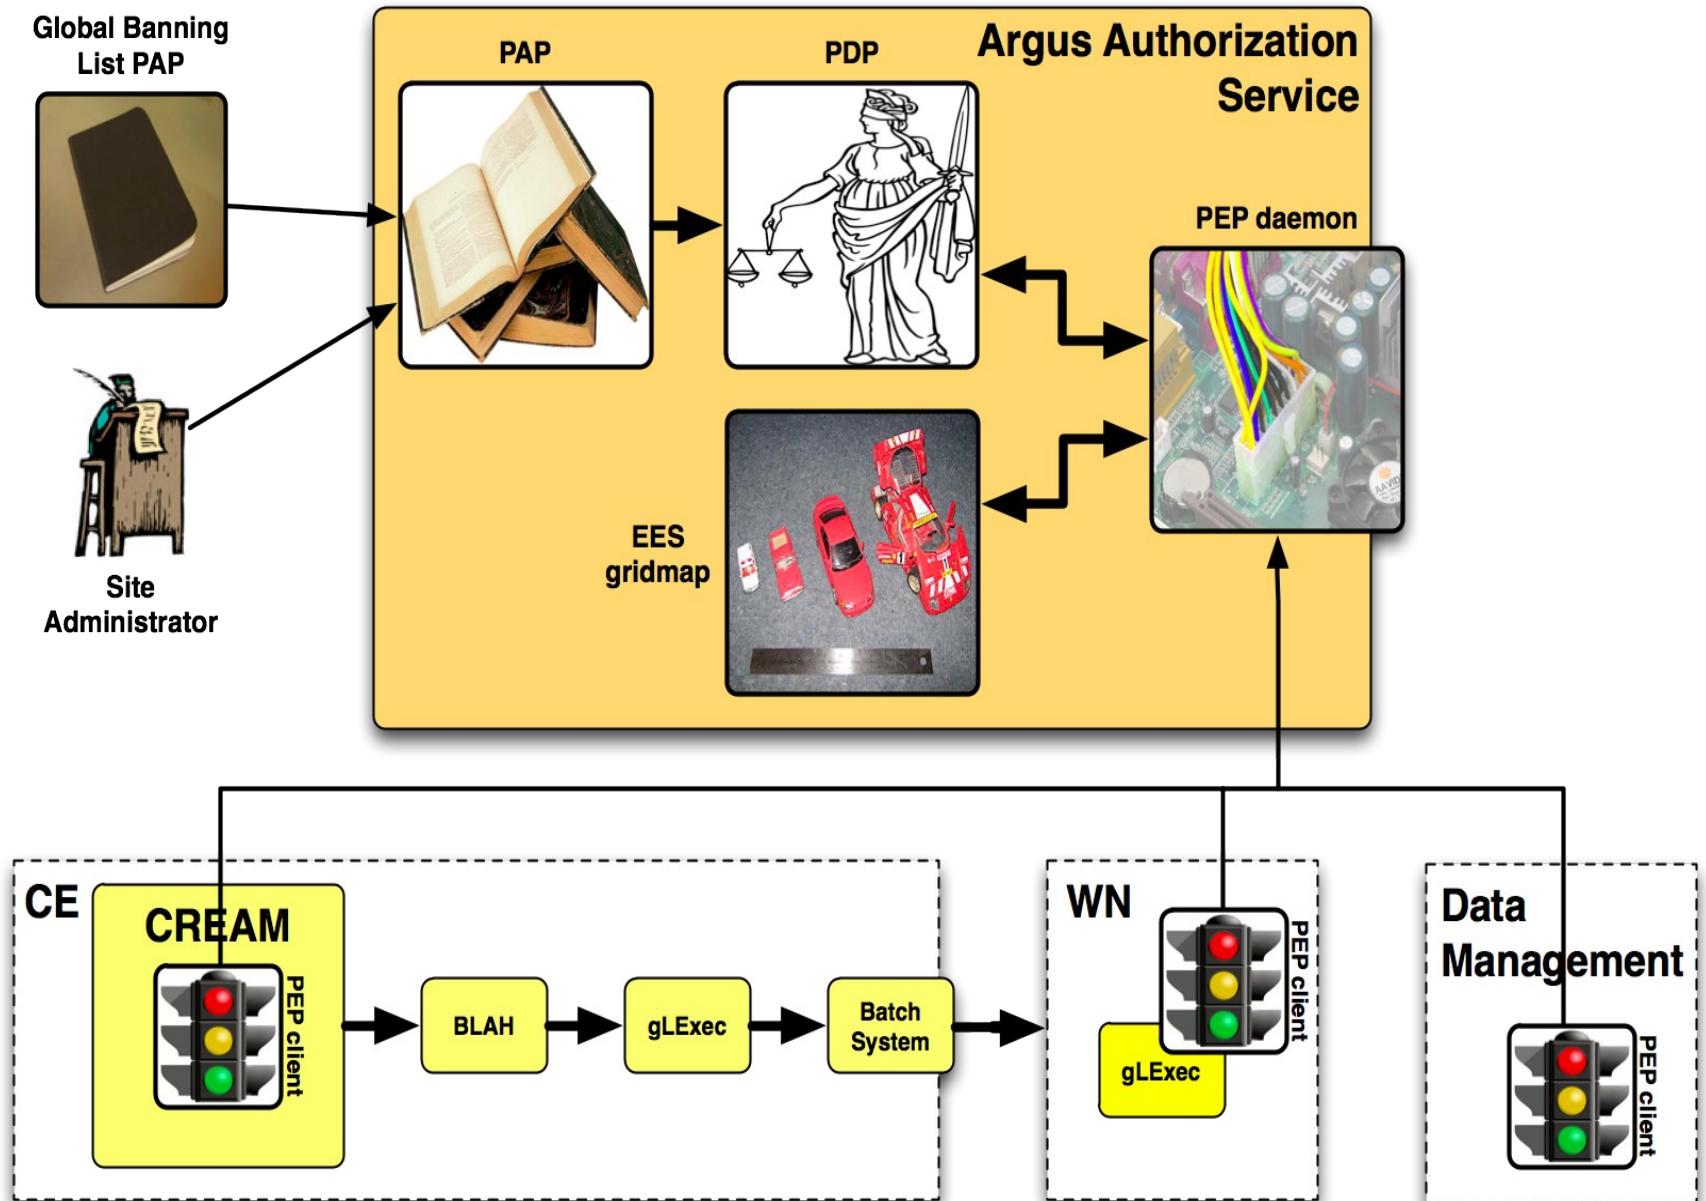 Global Banning
List PAP
PAP
PDP
Argus Authorization
Service
PEP daemon
EES
gridmap
Site
Administrator
AAVID
CE
CREAM
PEP client
BLAH
gLExec
Batch
System
WN
PEP client
gLExec
Data
Management
PEP client